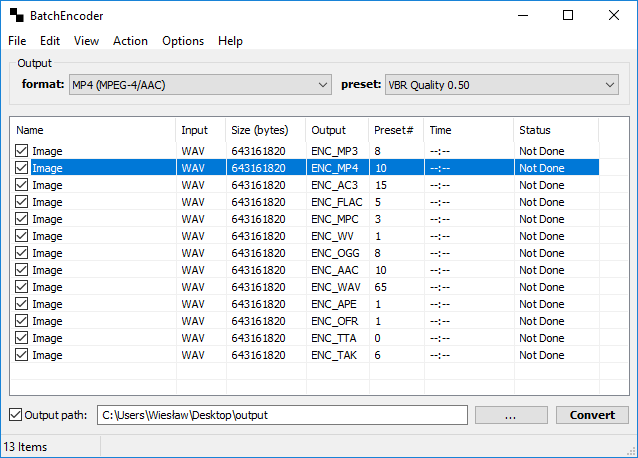 BatchEncoder
File Edit View Action Options Help
Output
format: MP4 (MPEG-4/AAC) preset: VBR Quality 0.50
Name Input Size (bytes) Output Preset# Time Status
Image WAV 643161820 ENC_MP3 8 --:-- Not Done
Image WAV 643161820 ENC_MP4 10 --:-- Not Done
Image WAV 643161820 ENC_AC3 15 --:-- Not Done
Image WAV 643161820 ENC_FLAC 5 --:-- Not Done
Image WAV 643161820 ENC_MPC 3 --:-- Not Done
Image WAV 643161820 ENC_WV 1 --:-- Not Done
Image WAV 643161820 ENC_OGG 8 --:-- Not Done
Image WAV 643161820 ENC_AAC 10 --:-- Not Done
Image WAV 643161820 ENC_WAV 65 --:-- Not Done
Image WAV 643161820 ENC_APE 1 --:-- Not Done
Image WAV 643161820 ENC_OFR 1 --:-- Not Done
Image WAV 643161820 ENC_TTA 0 --:-- Not Done
Image WAV 643161820 ENC_TAK 6 --:-- Not Done
Output path: C:\Users\Wiesław\Desktop\output ... Convert
13 Items